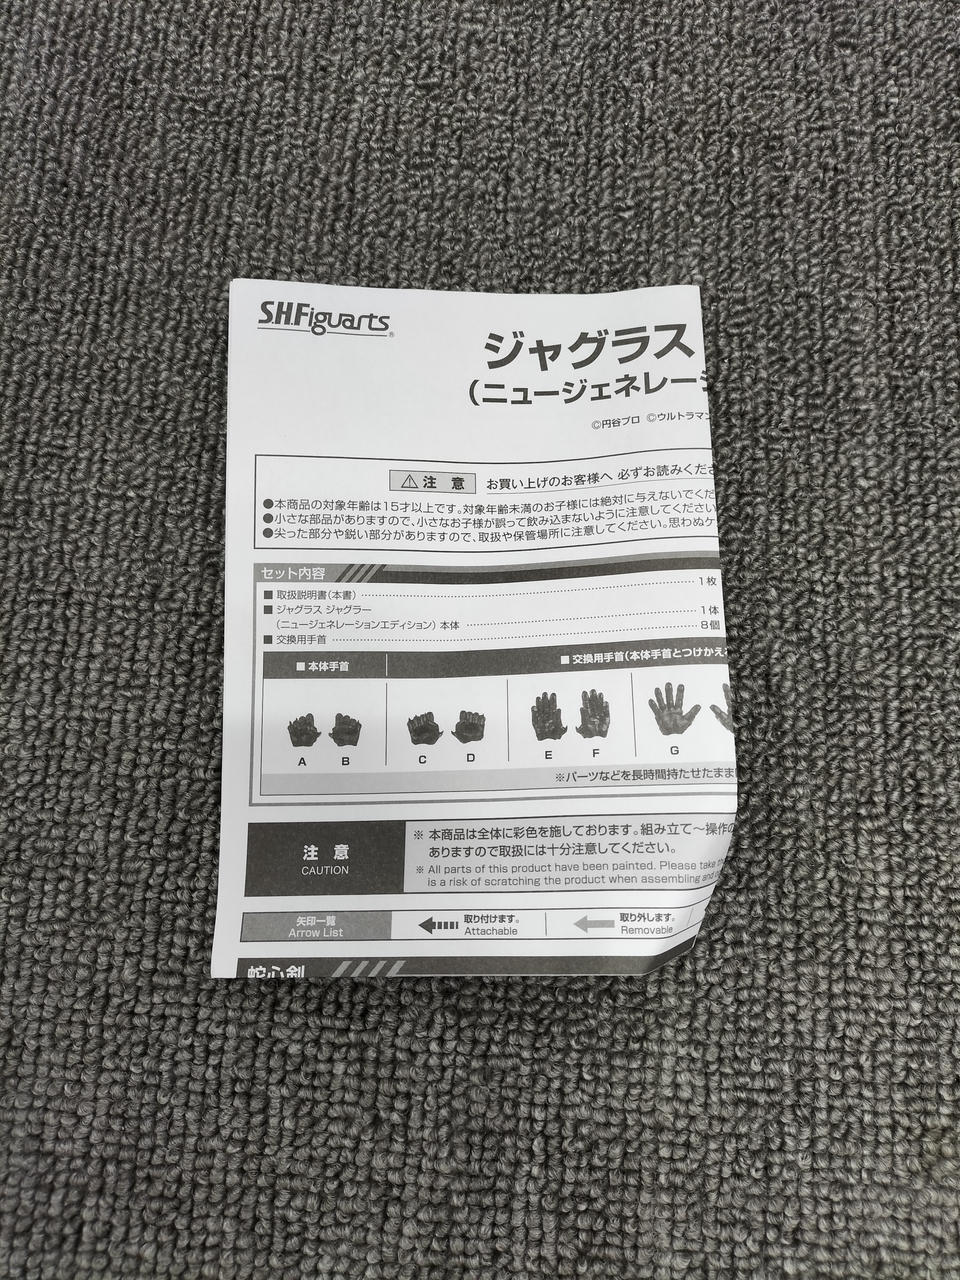 S.H.Figuarts
ジャグラス
(ニュージェネレー
©円谷プロ ©ウルトラマン
注 意 お買い上げのお客様へ 必ずお読みくださ
●本商品の対象年齢は15才以上です。対象年齢未満のお子様には絶対に与えないでくだ
●小さな部品がありますので、小さなお子様が誤って飲み込まないように注意してください
●尖った部分や鋭い部分がありますので、取扱や保管場所に注意してください。思わぬケ
セット内容
■ 取扱説明書(本書) 1枚
■ ジャグラス ジャグラー
(ニュージェネレーションエディション) 本体 1体
■ 交換用手首 8個
■ 本体手首 ■ 交換用手首(本体手首とつけかえ
A B C D E F G
※パーツなどを長時間持たせたまま
注 意
CAUTION
※ 本商品は全体に彩色を施しております。組み立て〜操作の
ありますので取扱には十分注意してください。
※ All parts of this product have been painted. Please take
is a risk of scratching the product when assembling and
矢印一覧
Arrow List
取り付けます。
Attachable
取り外します。
Removable
蛇心剣